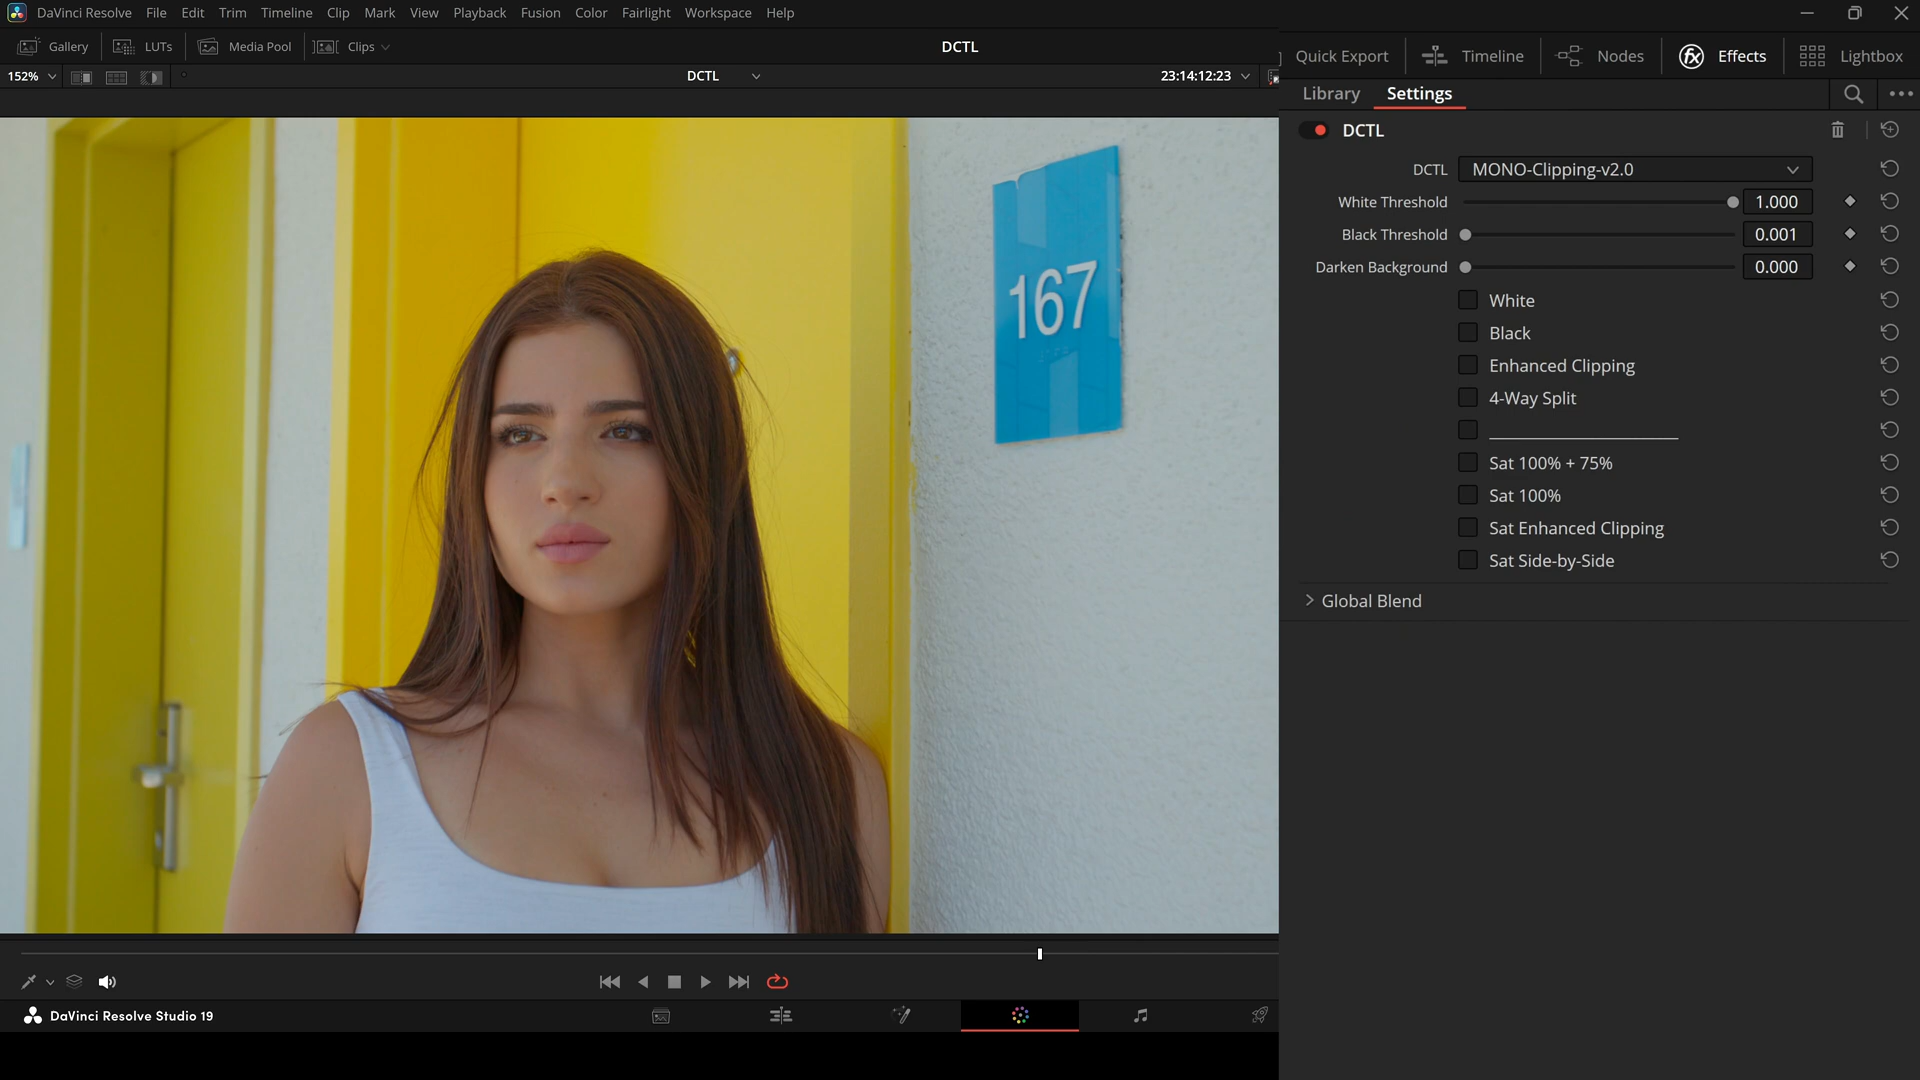 DaVinci Resolve File Edit Trim Timeline Clip Mark View Playback Fusion Color Fairlight Workspace Help
Gallery LUTs Media Pool Clips DCTL
Quick Export Timeline Nodes fx Effects Lightbox
152% DCTL 23:14:12:23
Library Settings
DCTL
DCTL MONO-Clipping-v2.0
White Threshold 1.000
Black Threshold 0.001
Darken Background 0.000
White
Black
Enhanced Clipping
4-Way Split
____________________
Sat 100% + 75%
Sat 100%
Sat Enhanced Clipping
Sat Side-by-Side
Global Blend
167
DaVinci Resolve Studio 19